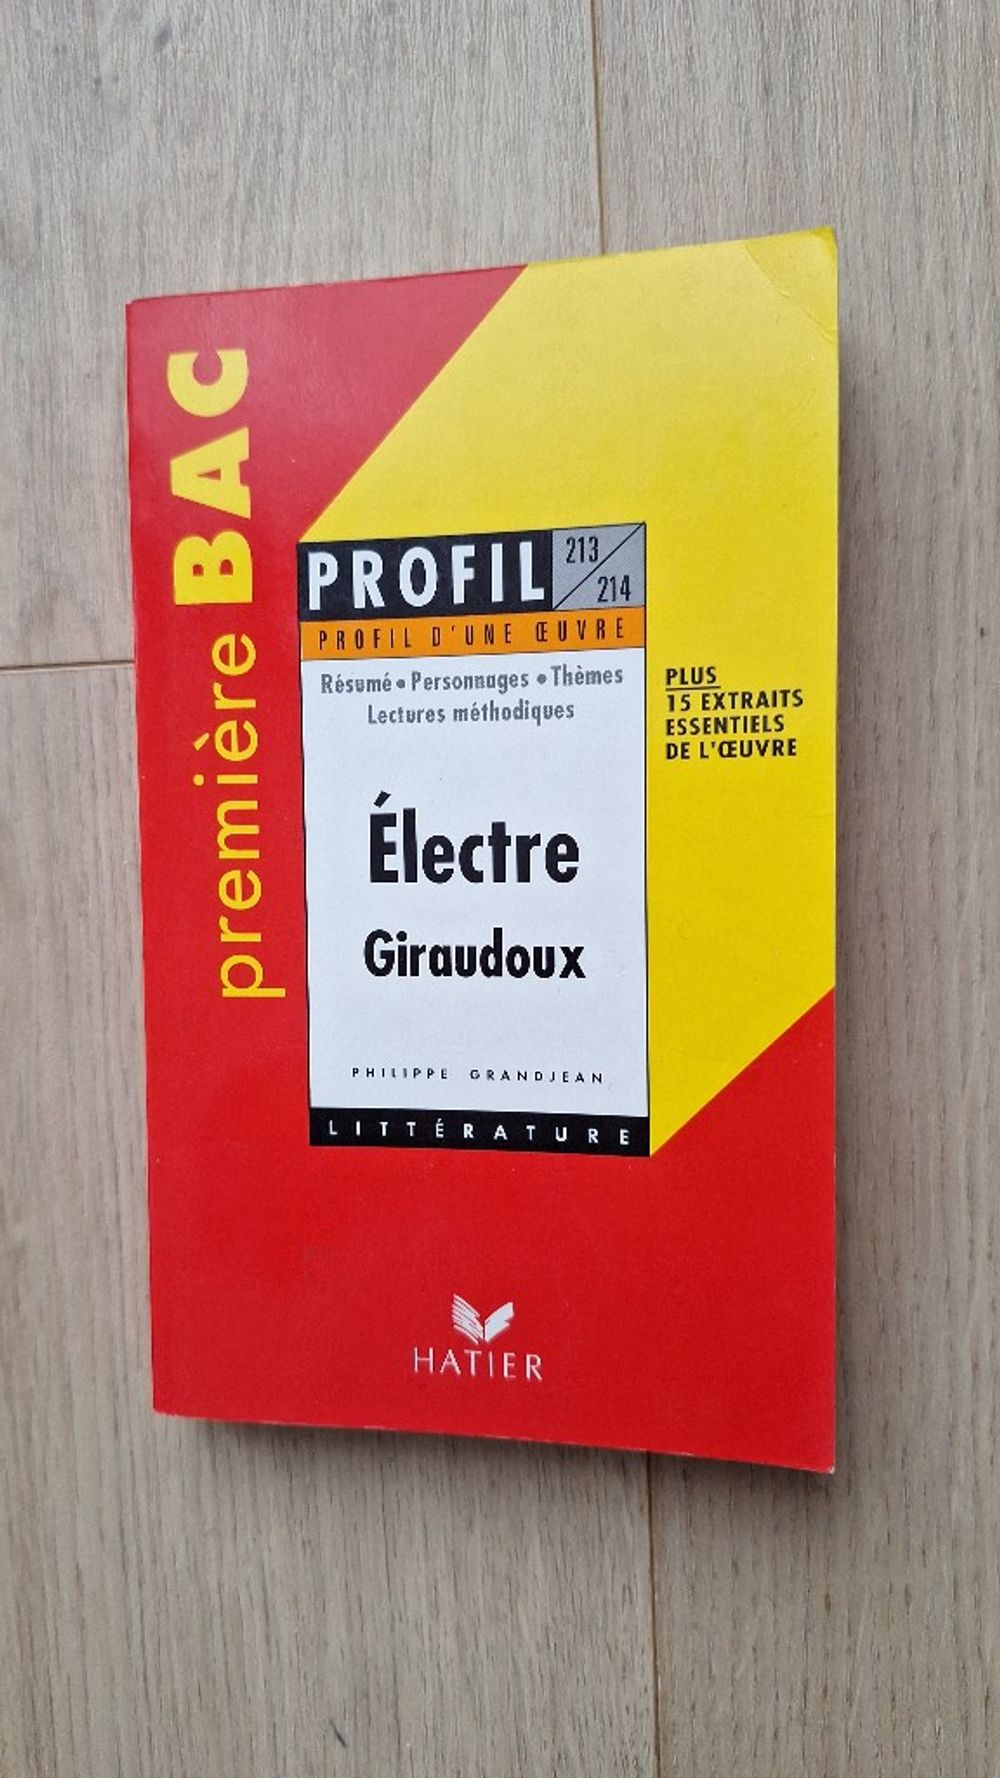 première BAC
PROFIL
213
214
PROFIL D'UNE ŒUVRE
Résumé • Personnages • Thèmes
Lectures méthodiques
PLUS
15 EXTRAITS
ESSENTIELS
DE L'ŒUVRE
Électre
Giraudoux
PHILIPPE GRANDJEAN
LITTÉRATURE
HATIER